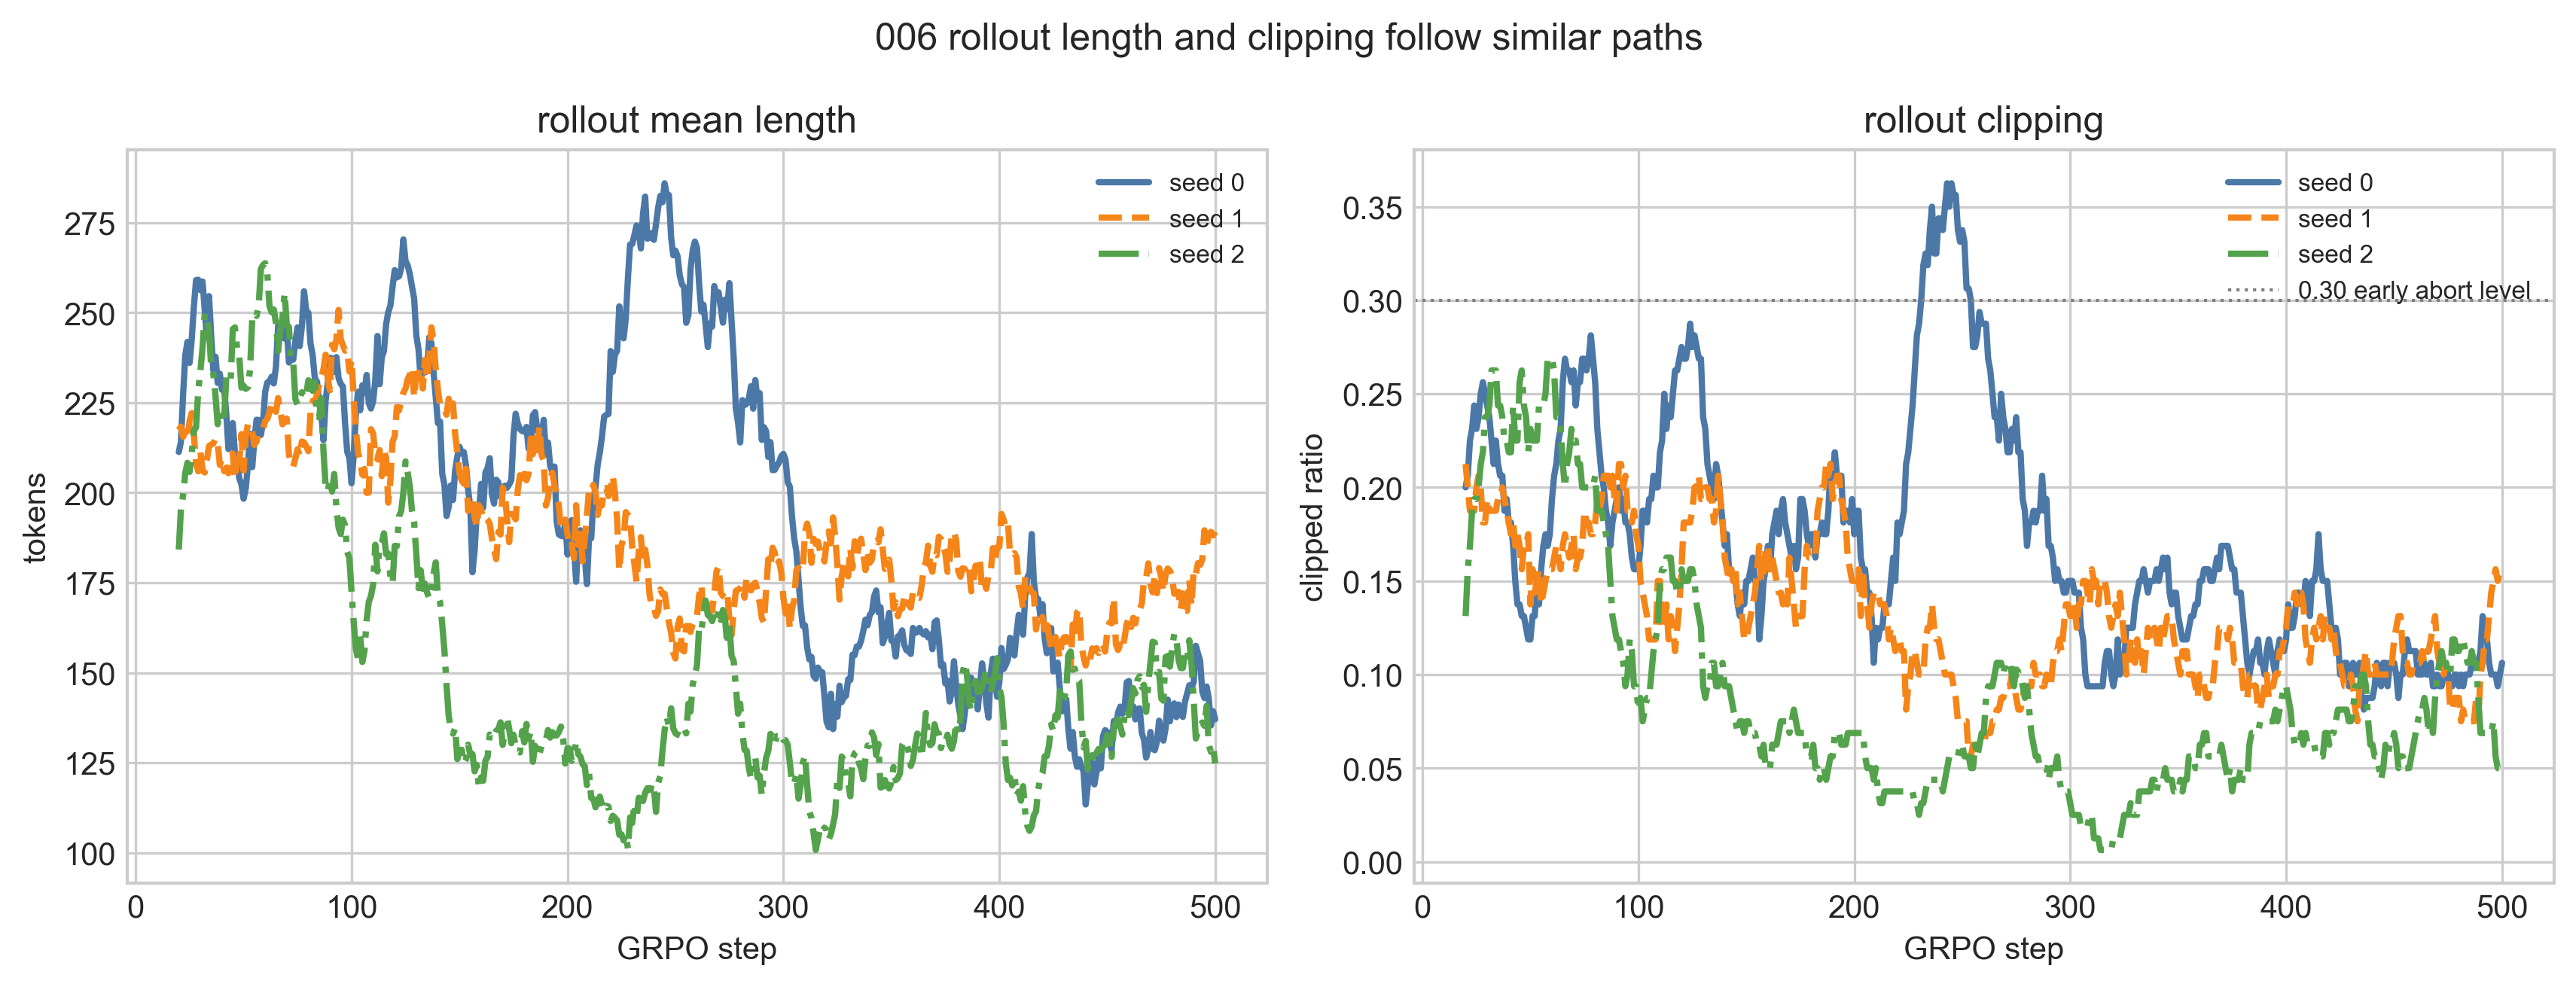 006 rollout length and clipping follow similar paths
rollout mean length
tokens
275
250
225
200
175
150
125
100
0
100
200
300
400
500
GRPO step
seed 0
seed 1
seed 2
rollout clipping
clipped ratio
0.35
0.30
0.25
0.20
0.15
0.10
0.05
0.00
0
100
200
300
400
500
GRPO step
seed 0
seed 1
seed 2
0.30 early abort level